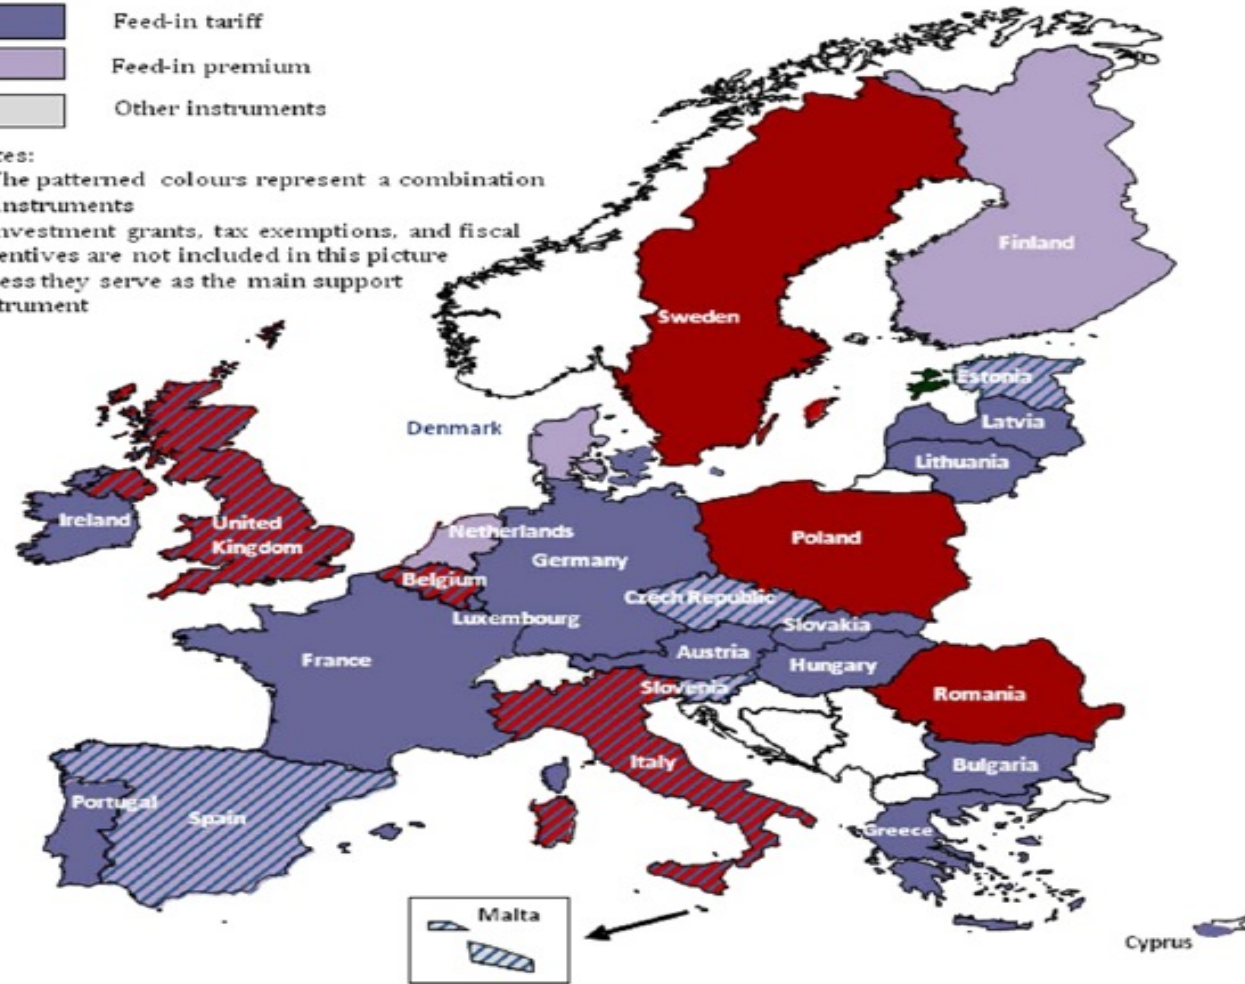 Feed-in tariff
Feed-in premium
Other instruments
tes:
The patterned colours represent a combination
instruments
nvestment grants, tax exemptions, and fiscal
entives are not included in this picture
ess they serve as the main support
trument
Finland
Sweden
Estonia
Denmark
Latvia
Lithuania
Ireland
United
Kingdom
Netherlands
Poland
Germany
Belgium
Czech Republic
Luxembourg
Slovakia
Austria
France
Hungary
Slovenia
Romania
Italy
Bulgaria
Portugal
Spain
Greece
Malta
Cyprus